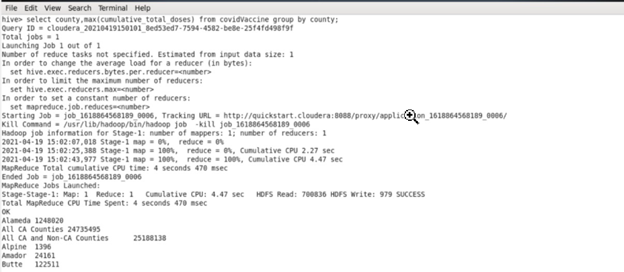 File Edit View Search Terminal Help
hive> select county,max(cumulative_total_doses) from covidVaccine group by county;
Query ID = cloudera_20210419150101_8ed53ed7-7594-4582-be8e-25f4fd498f9f
Total jobs = 1
Launching Job 1 out of 1
Number of reduce tasks not specified. Estimated from input data size: 1
In order to change the average load for a reducer (in bytes):
  set hive.exec.reducers.bytes.per.reducer=<number>
In order to limit the maximum number of reducers:
  set hive.exec.reducers.max=<number>
In order to set a constant number of reducers:
  set mapreduce.job.reduces=<number>
Starting Job = job_1618864568189_0006, Tracking URL = http://quickstart.cloudera:8088/proxy/application_1618864568189_0006/
Kill Command = /usr/lib/hadoop/bin/hadoop job  -kill job_1618864568189_0006
Hadoop job information for Stage-1: number of mappers: 1; number of reducers: 1
2021-04-19 15:02:07,018 Stage-1 map = 0%,  reduce = 0%
2021-04-19 15:02:25,388 Stage-1 map = 100%,  reduce = 0%, Cumulative CPU 2.27 sec
2021-04-19 15:02:43,977 Stage-1 map = 100%,  reduce = 100%, Cumulative CPU 4.47 sec
MapReduce Total cumulative CPU time: 4 seconds 470 msec
Ended Job = job_1618864568189_0006
MapReduce Jobs Launched:
Stage-Stage-1: Map: 1  Reduce: 1   Cumulative CPU: 4.47 sec   HDFS Read: 700836 HDFS Write: 979 SUCCESS
Total MapReduce CPU Time Spent: 4 seconds 470 msec
OK
Alameda 1248020
All CA Counties 24735495
All CA and Non-CA Counties      25188138
Alpine  1396
Amador  24161
Butte   122511